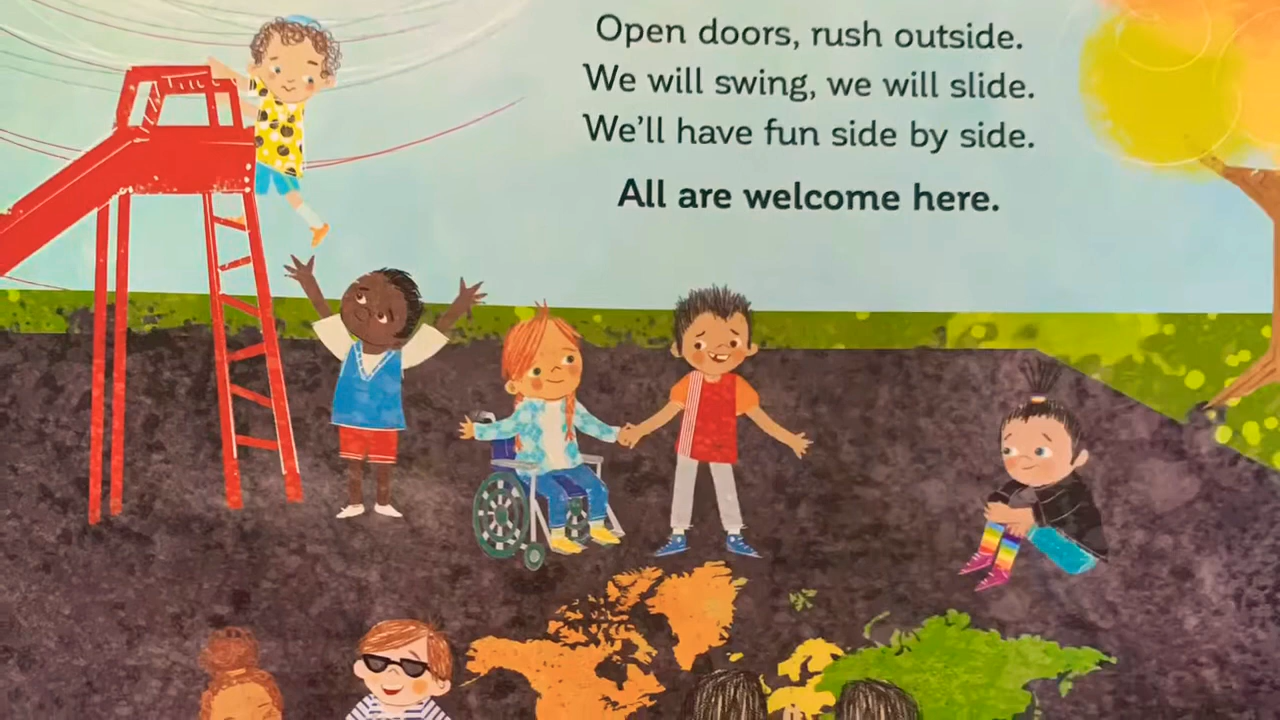 Open doors, rush outside.
We will swing, we will slide.
We'll have fun side by side.
All are welcome here.